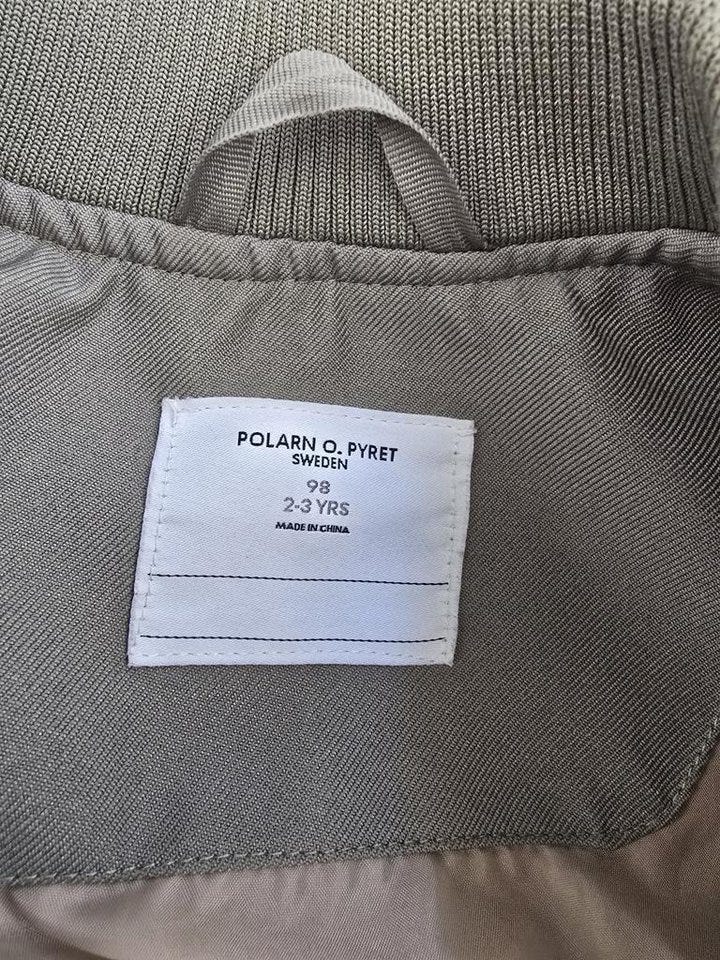 POLARN O. PYRET
SWEDEN
98
2-3 YRS
MADE IN CHINA